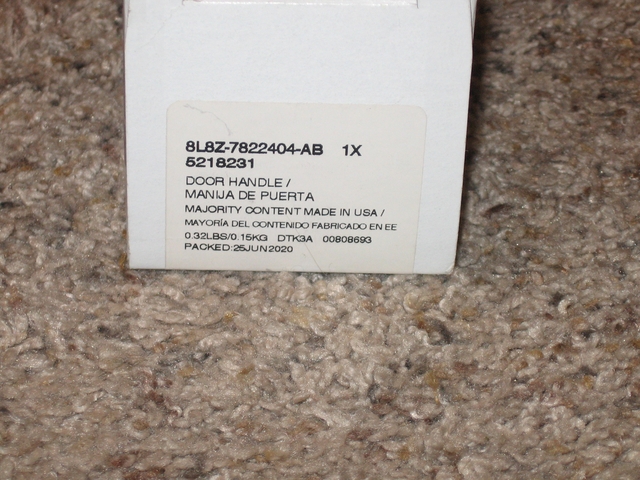 8L8Z-7822404-AB 1X
5218231
DOOR HANDLE /
MANIJA DE PUERTA
MAJORITY CONTENT MADE IN USA /
MAYORÍA DEL CONTENIDO FABRICADO EN EE
0.32LBS/0.15KG DTK3A 00808693
PACKED:25JUN2020